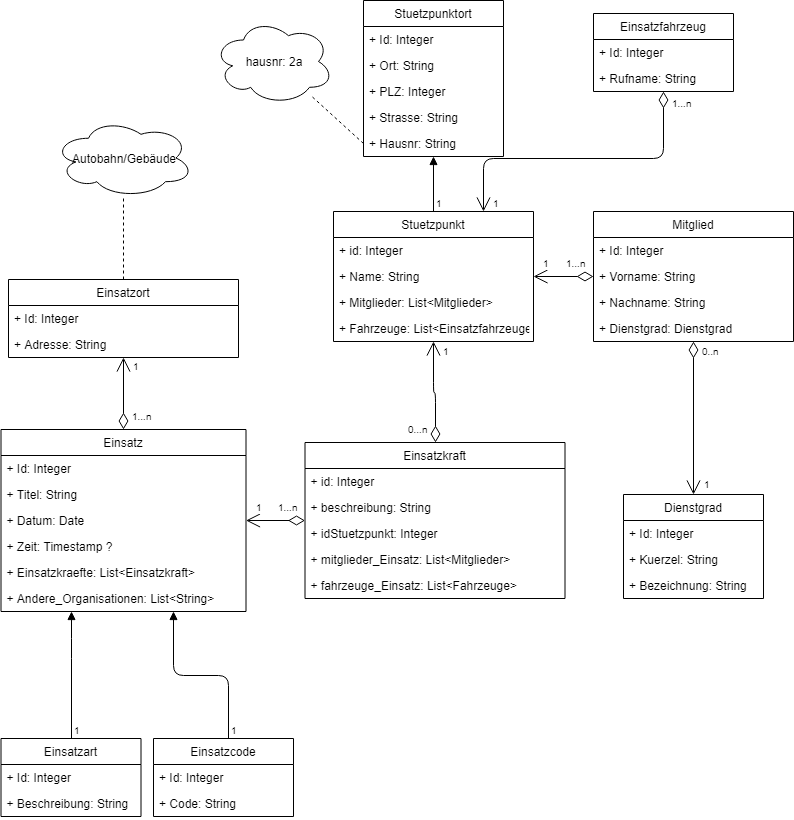 Stuetzpunktort
+ Id: Integer
+ Ort: String
+ PLZ: Integer
+ Strasse: String
+ Hausnr: String
hausnr: 2a
Einsatzfahrzeug
+ Id: Integer
+ Rufname: String
1...n
1
1
Autobahn/Gebäude
Stuetzpunkt
+ id: Integer
+ Name: String
+ Mitglieder: List<Mitglieder>
+ Fahrzeuge: List<Einsatzfahrzeuge
1
1...n
Mitglied
+ Id: Integer
+ Vorname: String
+ Nachname: String
+ Dienstgrad: Dienstgrad
0..n
1
Einsatzort
+ Id: Integer
+ Adresse: String
1
1...n
1
0...n
Einsatz
+ Id: Integer
+ Titel: String
+ Datum: Date
+ Zeit: Timestamp ?
+ Einsatzkraefte: List<Einsatzkraft>
+ Andere_Organisationen: List<String>
1
1...n
Einsatzkraft
+ id: Integer
+ beschreibung: String
+ idStuetzpunkt: Integer
+ mitglieder_Einsatz: List<Mitglieder>
+ fahrzeuge_Einsatz: List<Fahrzeuge>
Dienstgrad
+ Id: Integer
+ Kuerzel: String
+ Bezeichnung: String
1
1
Einsatzart
+ Id: Integer
+ Beschreibung: String
Einsatzcode
+ Id: Integer
+ Code: String